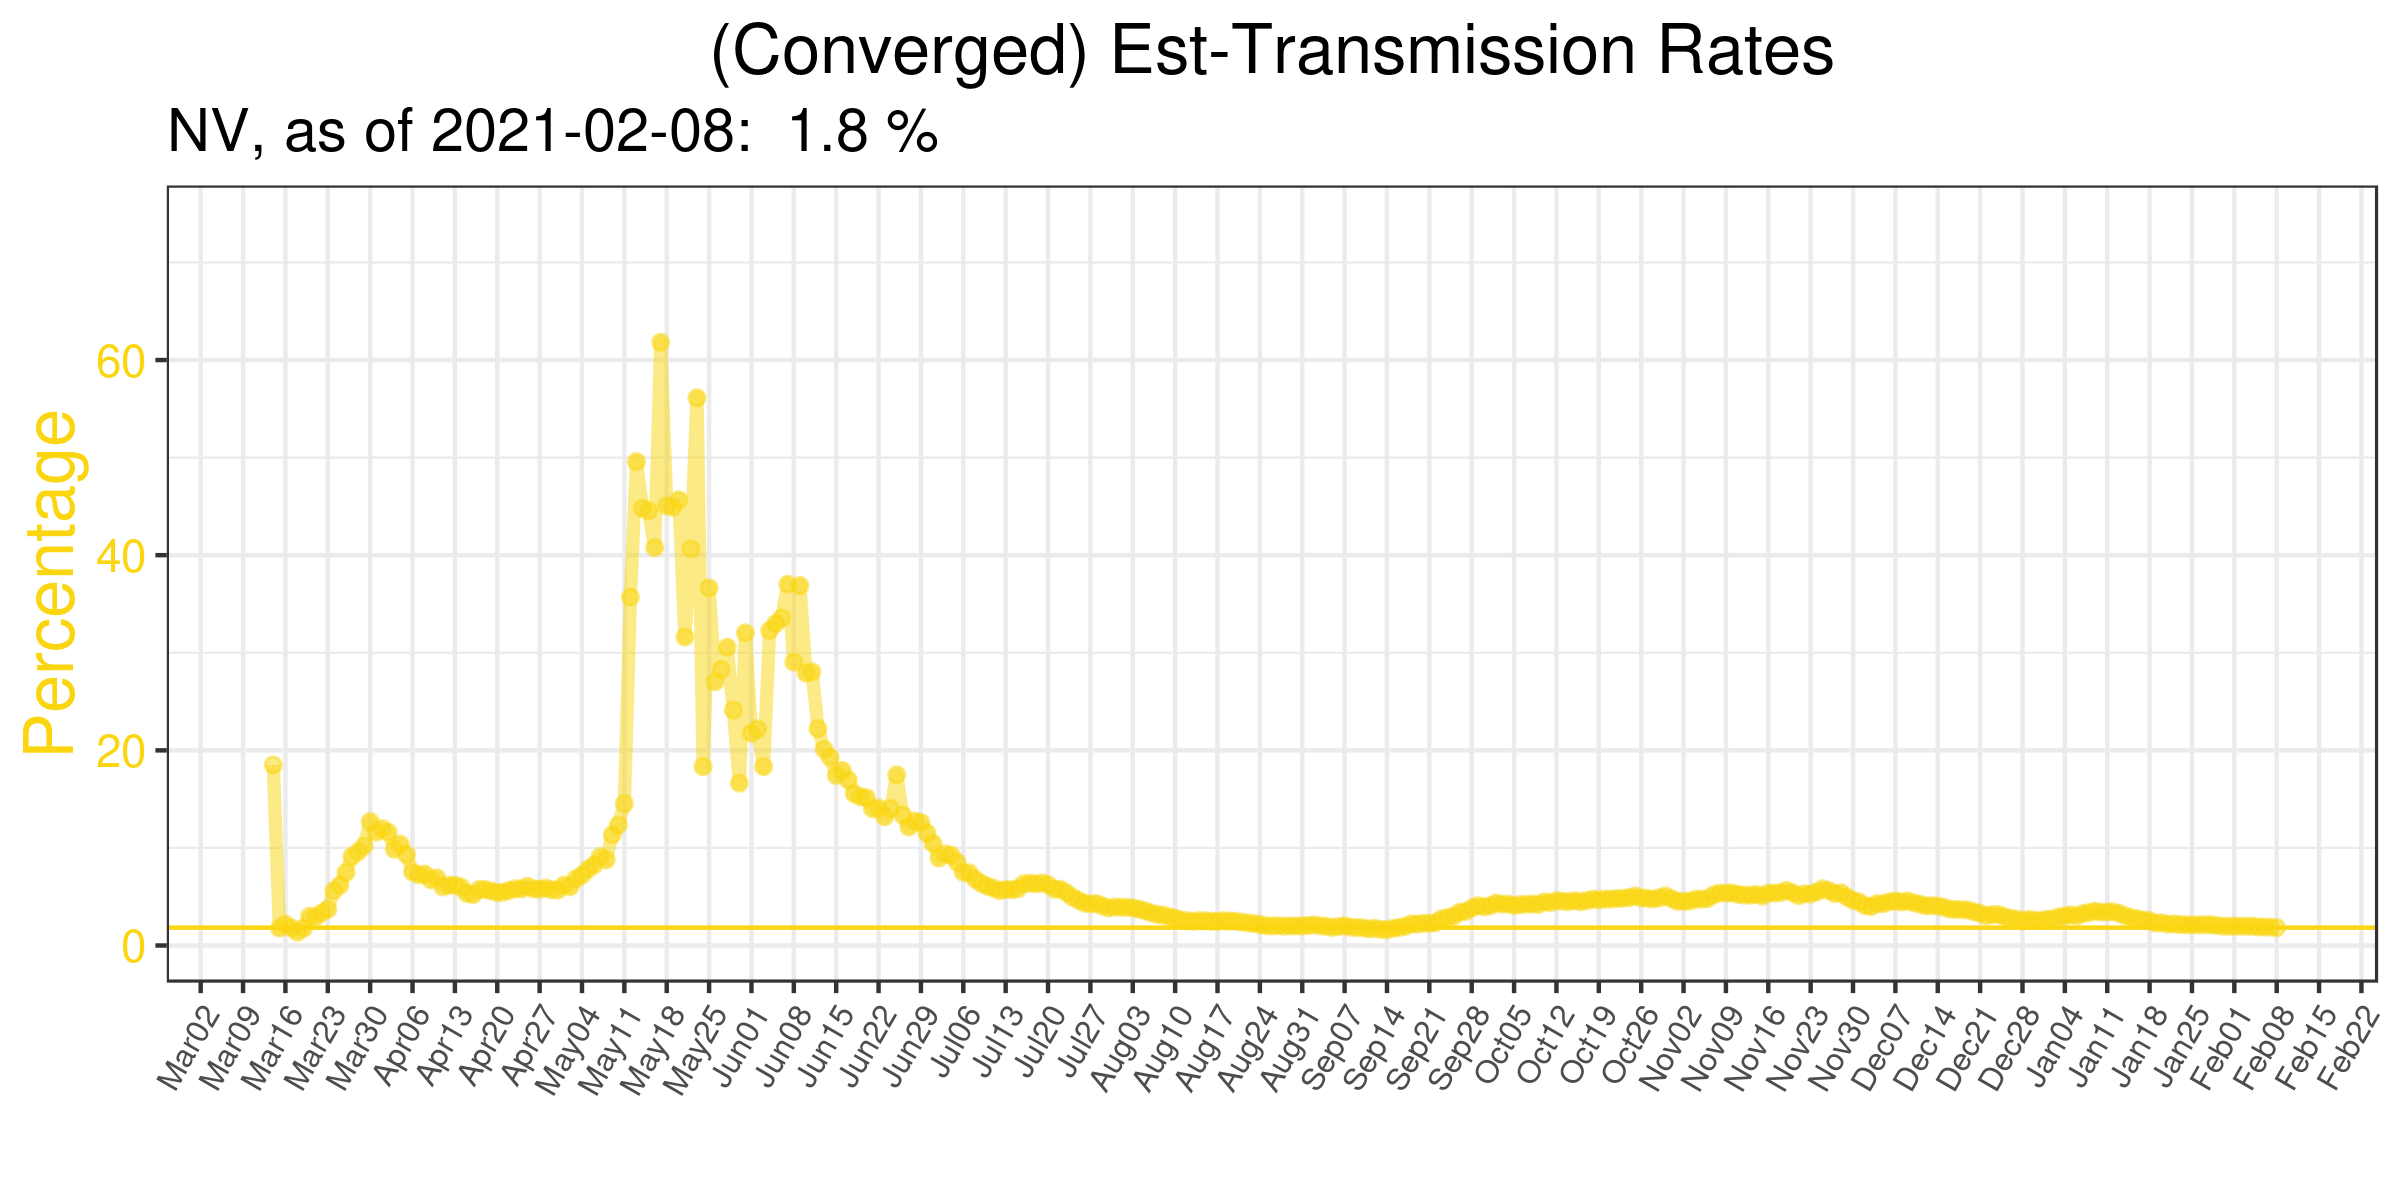 (Converged) Est-Transmission Rates
NV, as of 2021-02-08:  1.8 %
Percentage
60
40
20
0
Mar02 Mar09 Mar16 Mar23 Mar30 Apr06 Apr13 Apr20 Apr27 May04 May11 May18 May25 Jun01 Jun08 Jun15 Jun22 Jun29 Jul06 Jul13 Jul20 Jul27 Aug03 Aug10 Aug17 Aug24 Aug31 Sep07 Sep14 Sep21 Sep28 Oct05 Oct12 Oct19 Oct26 Nov02 Nov09 Nov16 Nov23 Nov30 Dec07 Dec14 Dec21 Dec28 Jan04 Jan11 Jan18 Jan25 Feb01 Feb08 Feb15 Feb22